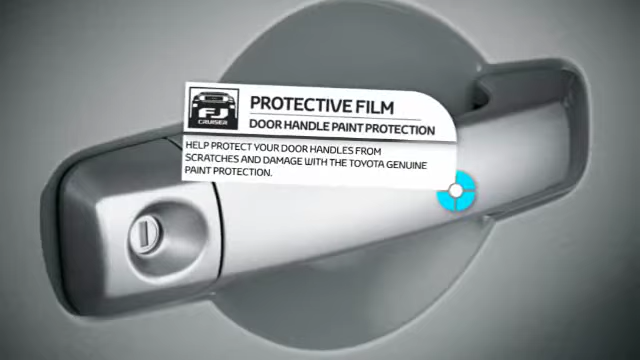 FJ
CRUISER
PROTECTIVE FILM
DOOR HANDLE PAINT PROTECTION
HELP PROTECT YOUR DOOR HANDLES FROM
SCRATCHES AND DAMAGE WITH THE TOYOTA GENUINE
PAINT PROTECTION.